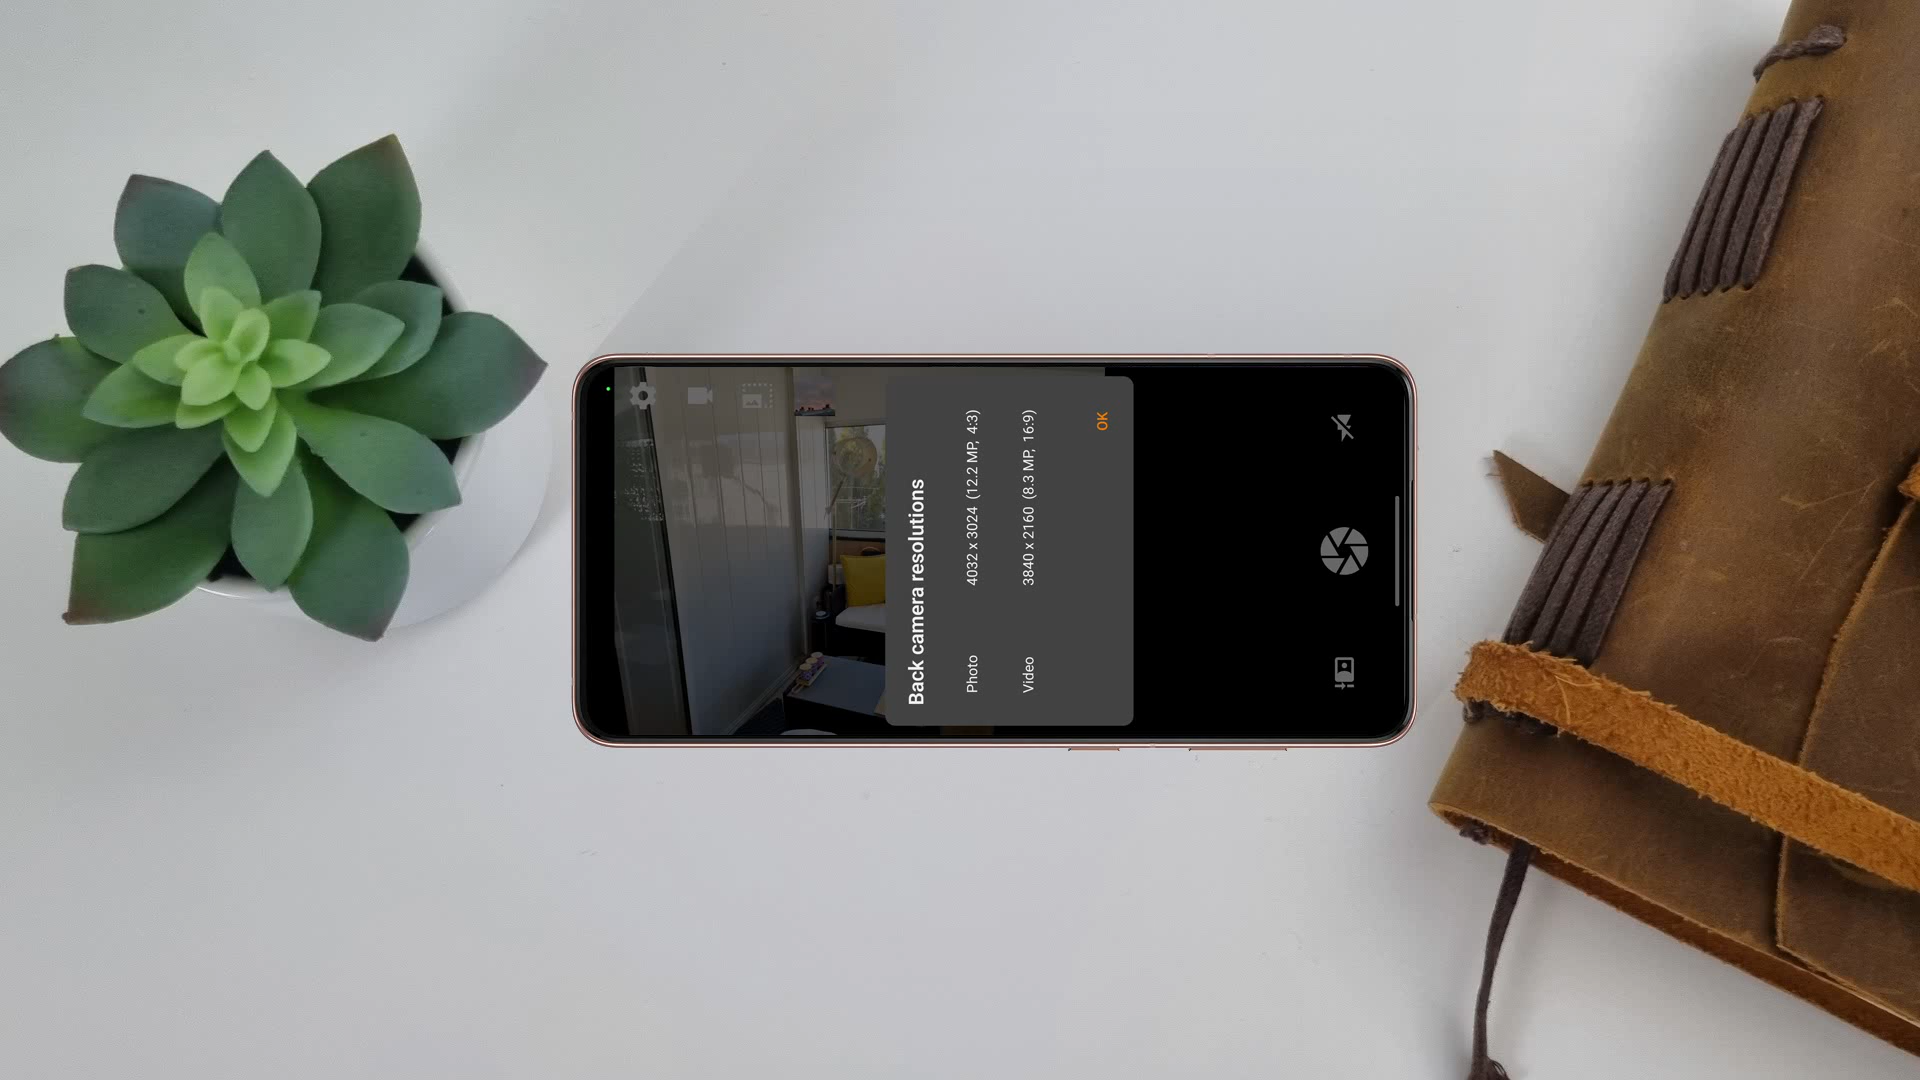 Back camera resolutions
Photo 4032 x 3024 (12.2 MP, 4:3)
Video 3840 x 2160 (8.3 MP, 16:9)
OK